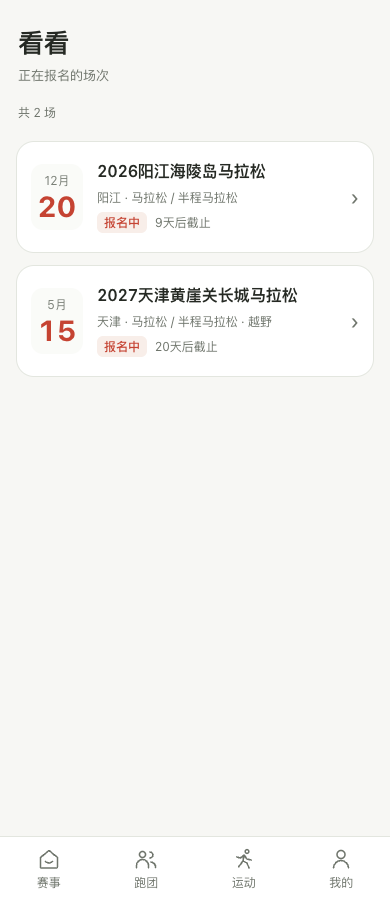 看看
正在报名的场次
共 2 场
12月
20
2026阳江海陵岛马拉松
阳江 · 马拉松 / 半程马拉松
报名中 9天后截止
5月
15
2027天津黄崖关长城马拉松
天津 · 马拉松 / 半程马拉松 · 越野
报名中 20天后截止
赛事 跑团 运动 我的